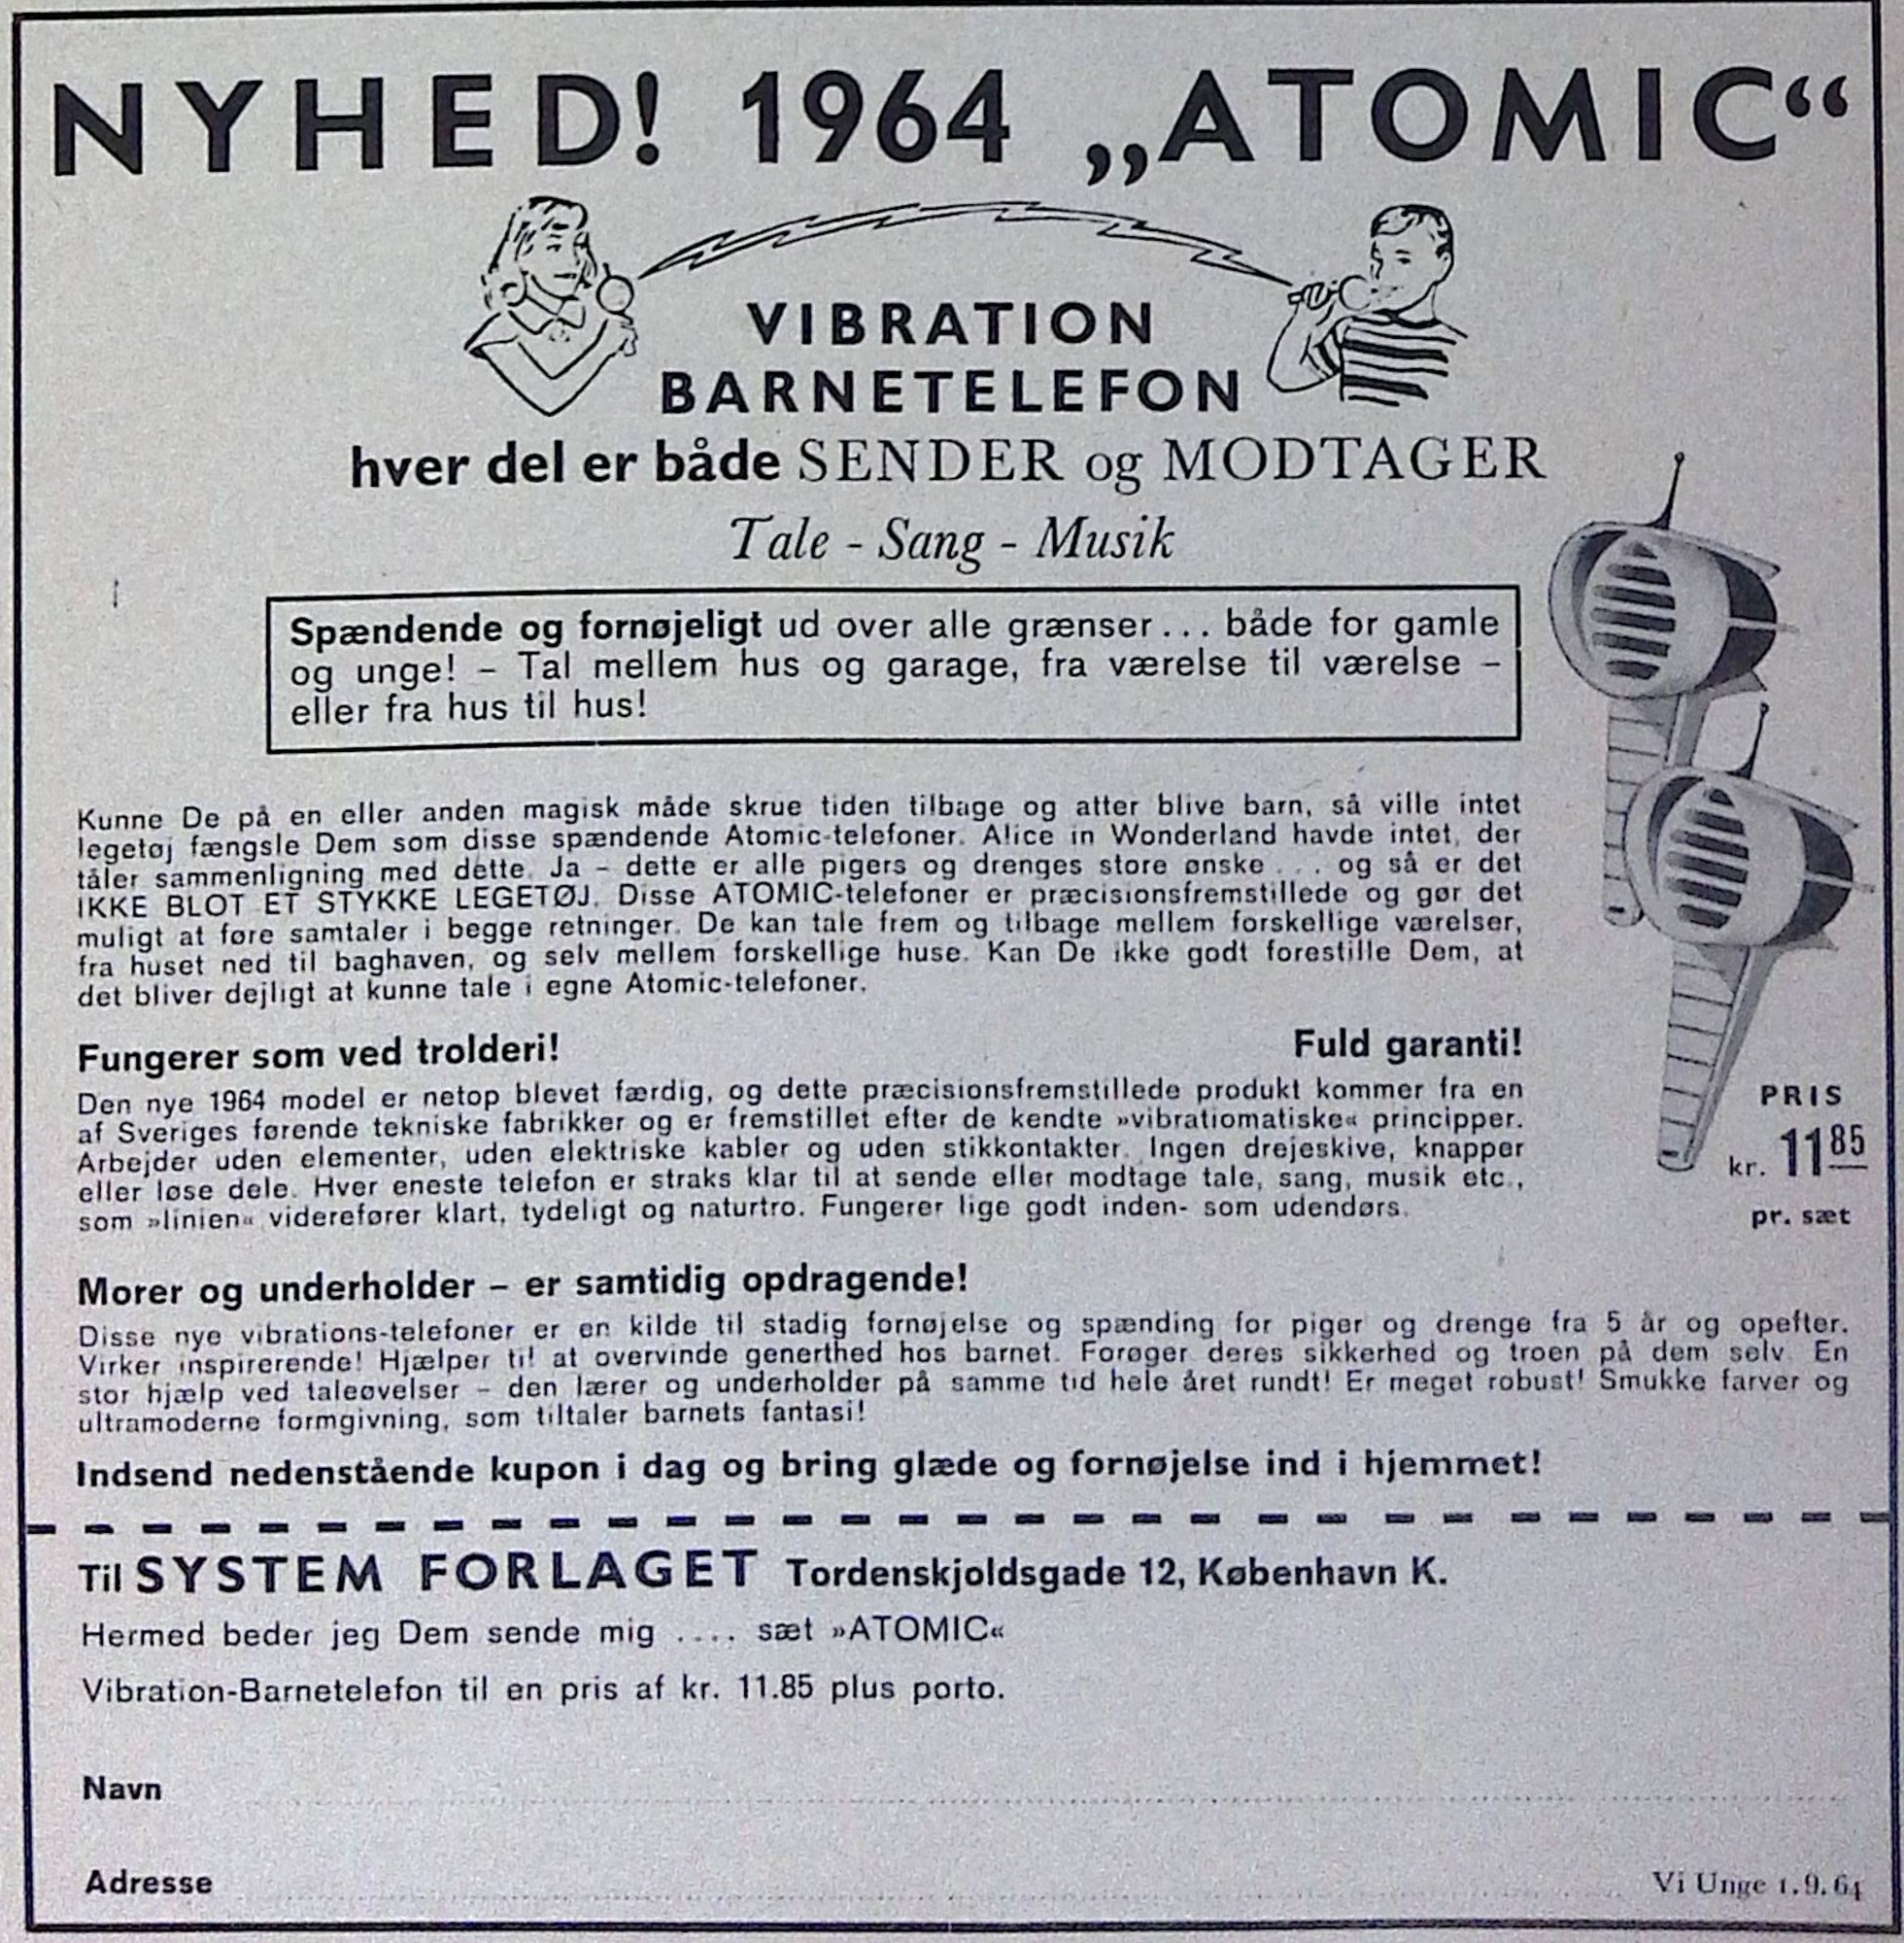 NYHED! 1964 „ATOMIC“
VIBRATION
BARNETELEFON
hver del er både SENDER og MODTAGER
Tale - Sang - Musik
Spændende og fornøjeligt ud over alle grænser... både for gamle
og unge! – Tal mellem hus og garage, fra værelse til værelse –
eller fra hus til hus!
Kunne De på en eller anden magisk måde skrue tiden tilbage og atter blive barn, så ville intet
legetøj fængsle Dem som disse spændende Atomic-telefoner. Alice in Wonderland havde intet, der
tåler sammenligning med dette. Ja – dette er alle pigers og drenges store ønske . . . og så er det
IKKE BLOT ET STYKKE LEGETØJ. Disse ATOMIC-telefoner er præcisionsfremstillede og gør det
muligt at føre samtaler i begge retninger. De kan tale frem og tilbage mellem forskellige værelser,
fra huset ned til baghaven, og selv mellem forskellige huse. Kan De ikke godt forestille Dem, at
det bliver dejligt at kunne tale i egne Atomic-telefoner.
Fungerer som ved trolderi! Fuld garanti!
Den nye 1964 model er netop blevet færdig, og dette præcisionsfremstillede produkt kommer fra en
af Sveriges førende tekniske fabrikker og er fremstillet efter de kendte »vibratiomatiske« principper.
Arbejder uden elementer, uden elektriske kabler og uden stikkontakter. Ingen drejeskive, knapper
eller løse dele. Hver eneste telefon er straks klar til at sende eller modtage tale, sang, musik etc.,
som »linien« viderefører klart, tydeligt og naturtro. Fungerer lige godt inden- som udendørs.
PRIS
kr. 11 85
pr. sæt
Morer og underholder – er samtidig opdragende!
Disse nye vibrations-telefoner er en kilde til stadig fornøjelse og spænding for piger og drenge fra 5 år og opefter.
Virker inspirerende! Hjælper til at overvinde generthed hos barnet. Forøger deres sikkerhed og troen på dem selv. En
stor hjælp ved taleøvelser – den lærer og underholder på samme tid hele året rundt! Er meget robust! Smukke farver og
ultramoderne formgivning, som tiltaler barnets fantasi!
Indsend nedenstående kupon i dag og bring glæde og fornøjelse ind i hjemmet!
Til SYSTEM FORLAGET Tordenskjoldsgade 12, København K.
Hermed beder jeg Dem sende mig .... sæt »ATOMIC«
Vibration-Barnetelefon til en pris af kr. 11.85 plus porto.
Navn
Adresse
Vi Unge 1.9.64